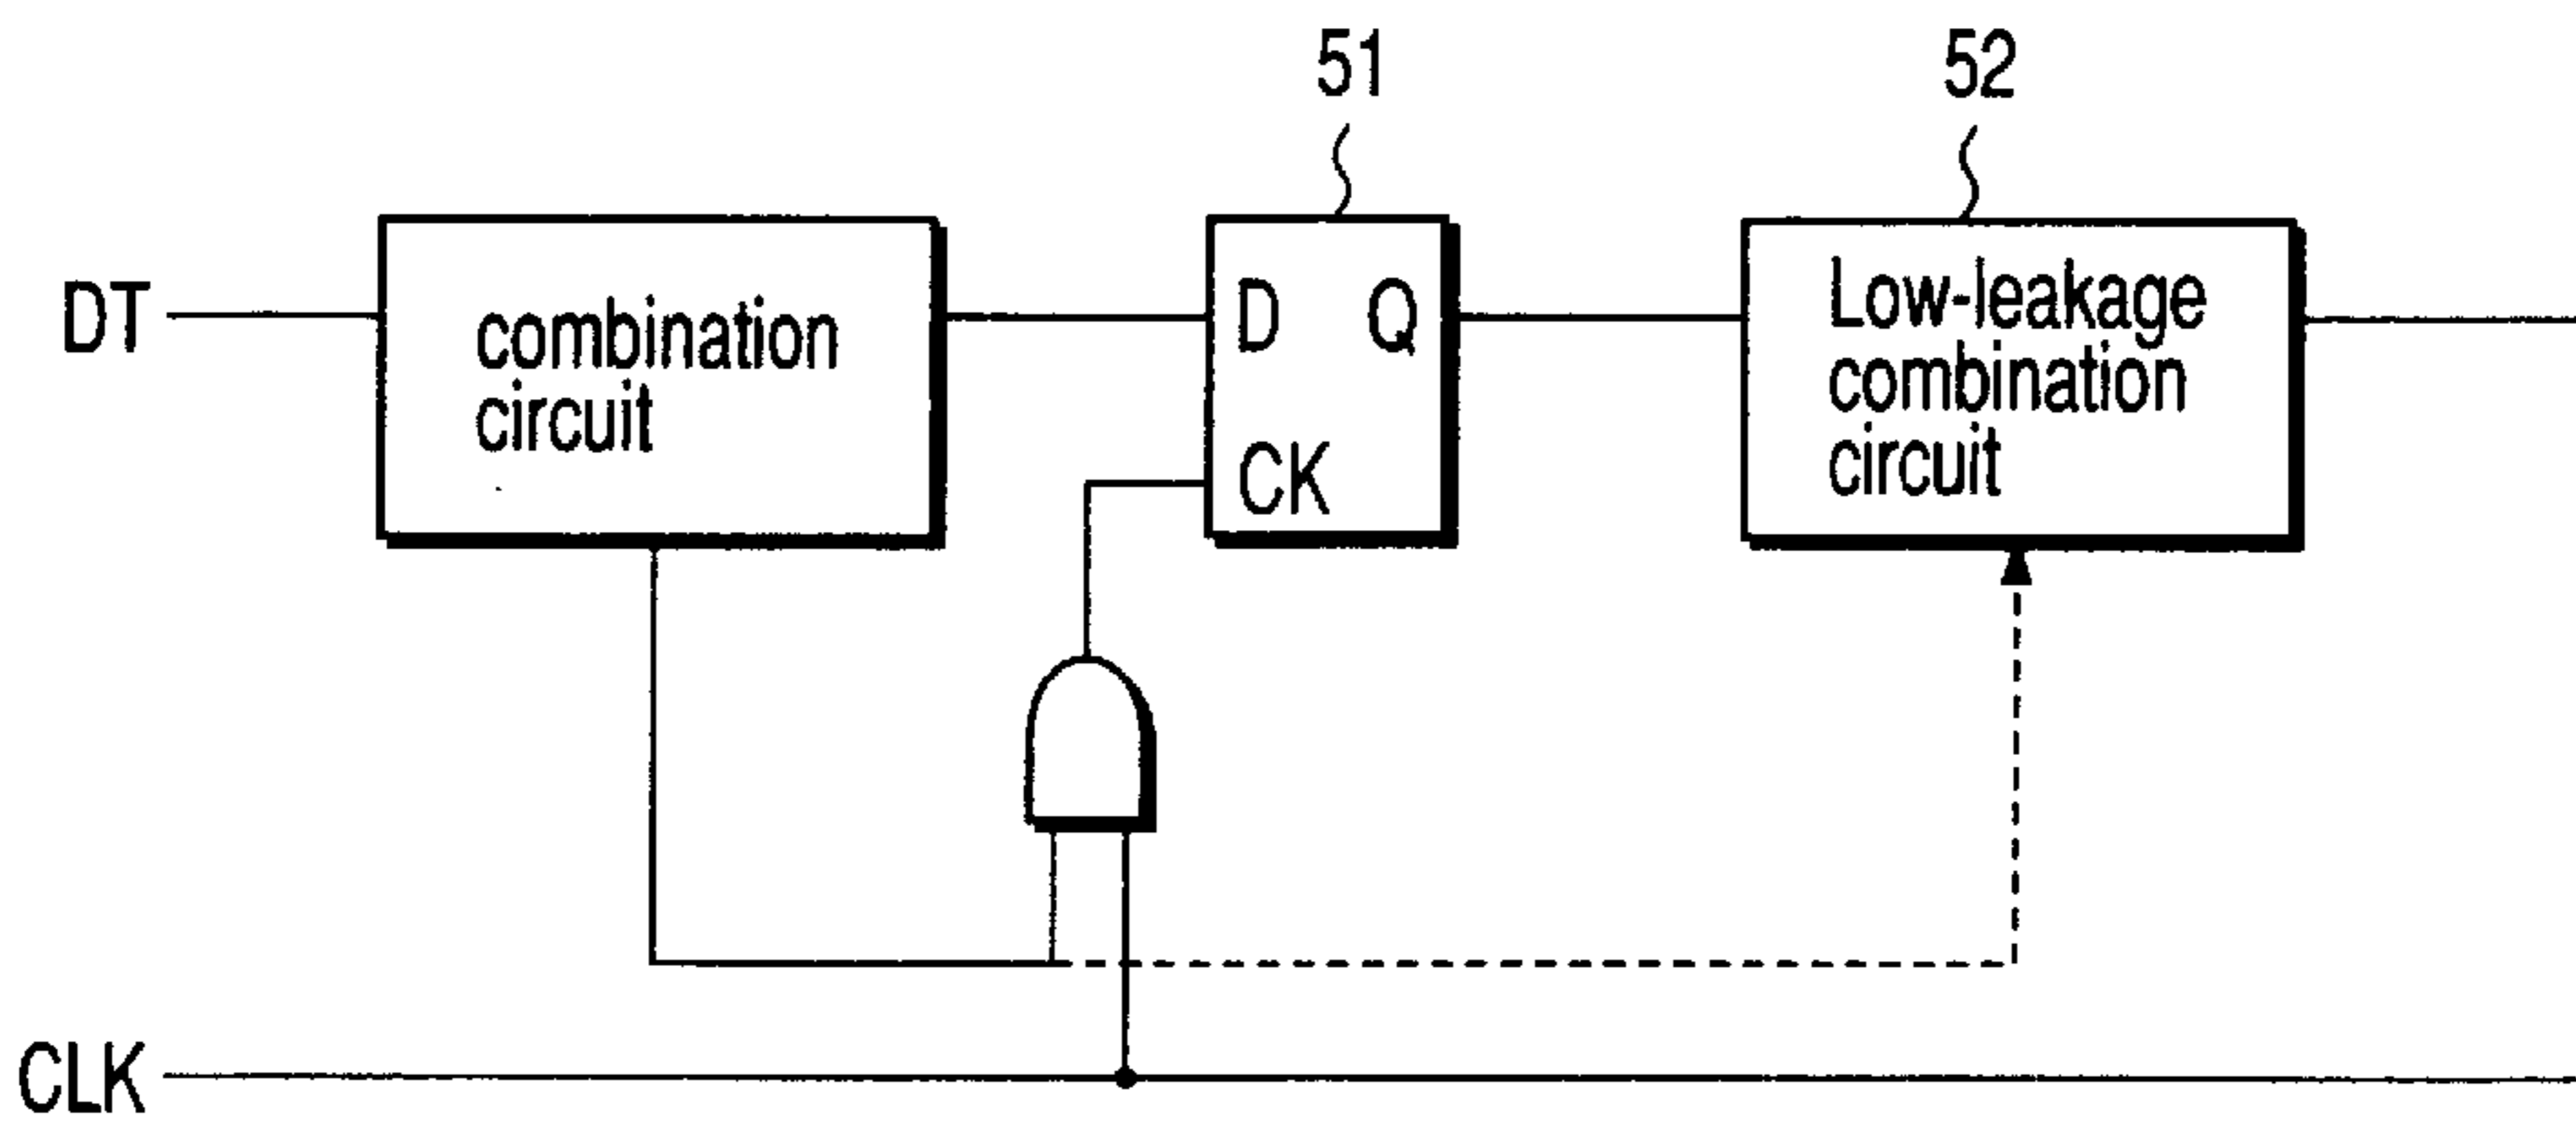 51
52
DT
combination
circuit
D Q
CK
Low-leakage
combination
circuit
CLK